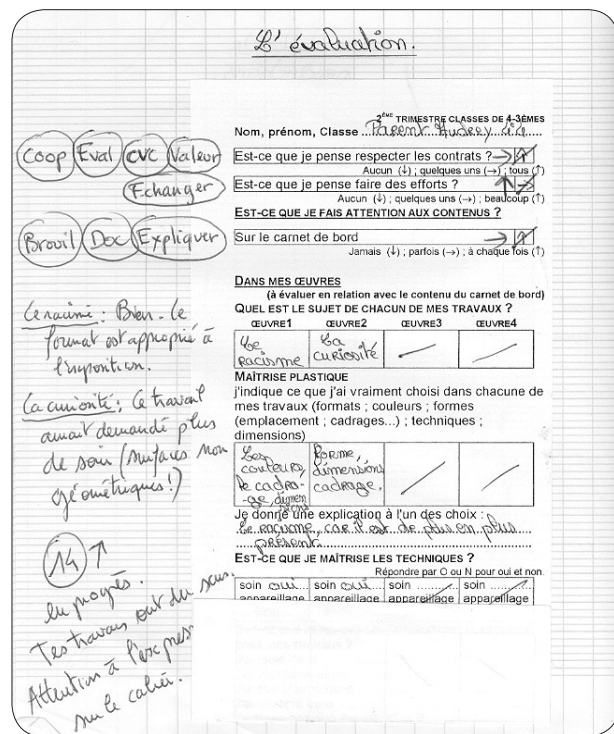 L'évaluation.
2ÈME TRIMESTRE CLASSES DE 4-3ÈMES
Nom, prénom, Classe Parent Audrey
Coop Eval CVC Valeur
Echanger
Brouil Doc Expliquer
Est-ce que je pense respecter les contrats ? → ↑
Aucun (↓) ; quelques uns (→) ; tous (↑)
Est-ce que je pense faire des efforts ? ↑ →
Aucun (↓) ; quelques uns (→) ; beaucoup (↑)
EST-CE QUE JE FAIS ATTENTION AUX CONTENUS ?
Sur le carnet de bord → ↑
Jamais (↓) ; parfois (→) ; à chaque fois (↑)
DANS MES ŒUVRES
(à évaluer en relation avec le contenu du carnet de bord)
QUEL EST LE SUJET DE CHACUN DE MES TRAVAUX ?
ŒUVRE1 ŒUVRE2 ŒUVRE3 ŒUVRE4
Le La
racisme curiosité
MAÎTRISE PLASTIQUE
j'indique ce que j'ai vraiment choisi dans chacune de
mes travaux (formats ; couleurs ; formes
(emplacement ; cadrages...) ; techniques ;
dimensions)
Les forme,
couleurs, dimensions
le cadra- cadrage.
-ge, dimen
sions
Je donne une explication à l'un des choix :
Le racisme, car il est de plus en plus
présent.
EST-CE QUE JE MAÎTRISE LES TECHNIQUES ?
Répondre par O ou N pour oui et non.
soin oui soin oui soin soin
appareillage appareillage appareillage appareillage
Le racisme : Bien - le
format est approprié à
l'exposition.
La curiosité : Ce travail
aurait demandé plus
de soin (surfaces non
géométriques !)
14 ↑
en progrès.
Tes travaux ont du sens.
Attention à l'expres
sur le cahier.